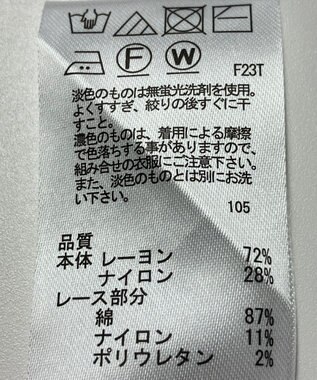 F W F23T
淡色のものは無蛍光洗剤を使用。
よくすすぎ、絞りの後すぐに干
すこと。
濃色のものは、着用による摩擦
で色落ちする事がありますので、
組み合せの衣服にご注意下さい。
また、淡色のものとは別にお洗
い下さい。
105
品質
本体 レーヨン 72%
ナイロン 28%
レース部分
綿 87%
ナイロン 11%
ポリウレタン 2%